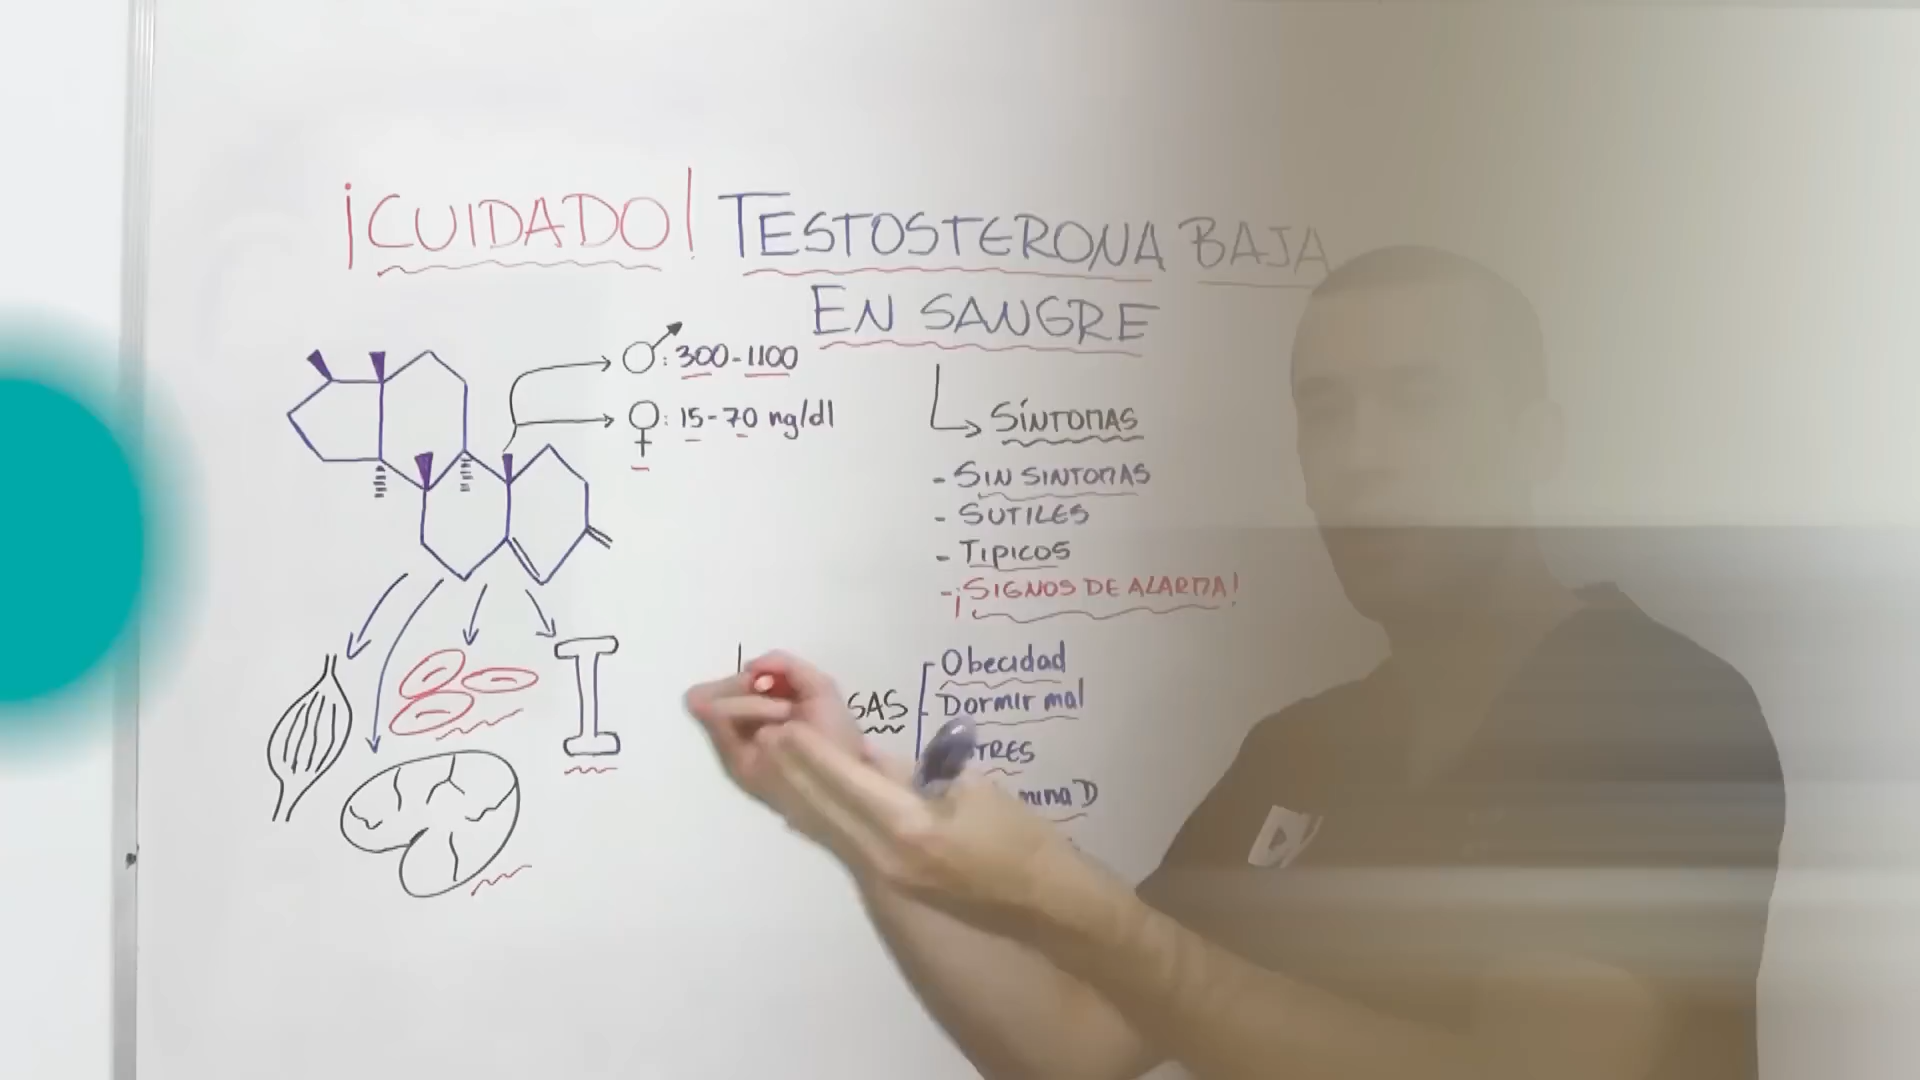 ¡CUIDADO! TESTOSTERONA BAJA
EN SANGRE
♂: 300-1100
♀: 15-70 ng/dl
SÍNTOMAS
- SIN SINTOMAS
- SUTILES
- TIPICOS
- ¡SIGNOS DE ALARMA!
Obecidad
Dormir mal
D